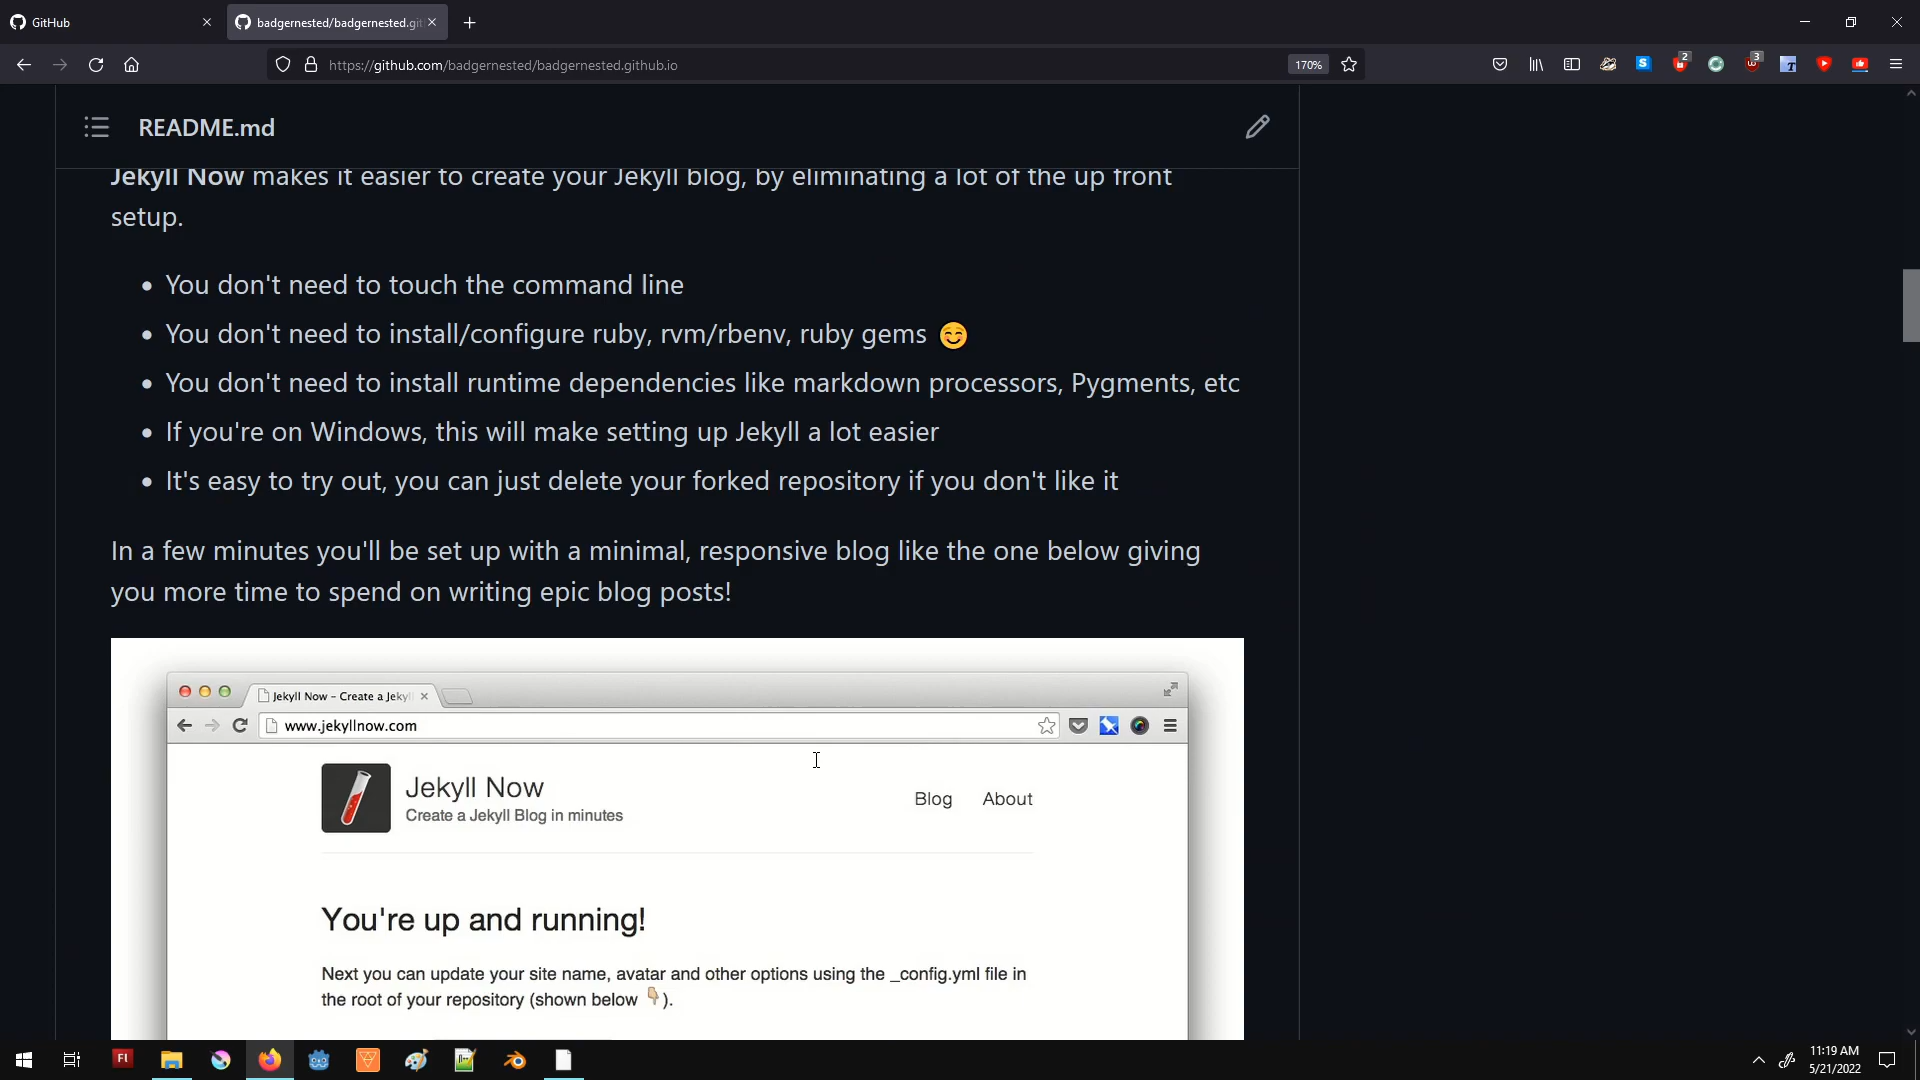 GitHub
badgernested/badgernested.git
https://github.com/badgernested/badgernested.github.io
170%
2
3
README.md
Jekyll Now makes it easier to create your Jekyll blog, by eliminating a lot of the up front
setup.
You don't need to touch the command line
You don't need to install/configure ruby, rvm/rbenv, ruby gems 😊
You don't need to install runtime dependencies like markdown processors, Pygments, etc
If you're on Windows, this will make setting up Jekyll a lot easier
It's easy to try out, you can just delete your forked repository if you don't like it
In a few minutes you'll be set up with a minimal, responsive blog like the one below giving
you more time to spend on writing epic blog posts!
Jekyll Now – Create a Jekyl
www.jekyllnow.com
Jekyll Now
Create a Jekyll Blog in minutes
Blog About
You're up and running!
Next you can update your site name, avatar and other options using the _config.yml file in
the root of your repository (shown below 👇).
Fl
11:19 AM
5/21/2022